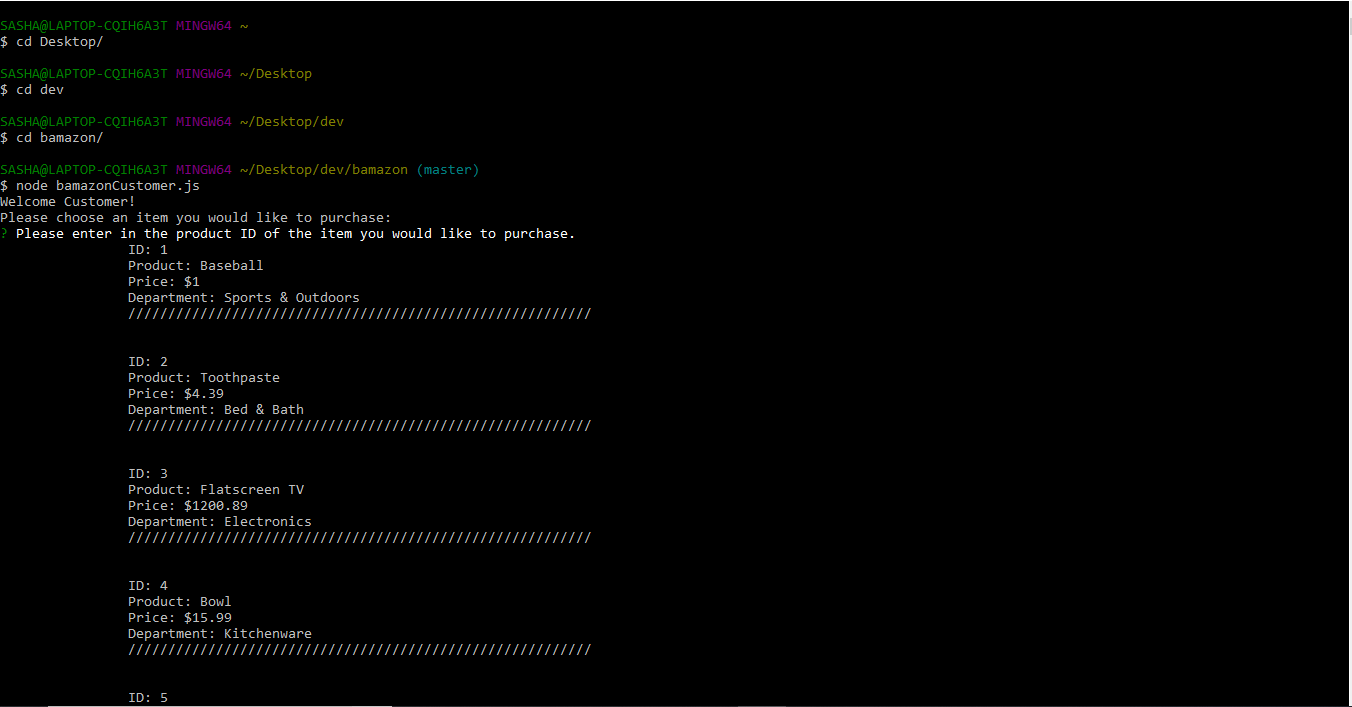 SASHA@LAPTOP-CQIH6A3T MINGW64 ~
$ cd Desktop/
SASHA@LAPTOP-CQIH6A3T MINGW64 ~/Desktop
$ cd dev
SASHA@LAPTOP-CQIH6A3T MINGW64 ~/Desktop/dev
$ cd bamazon/
SASHA@LAPTOP-CQIH6A3T MINGW64 ~/Desktop/dev/bamazon (master)
$ node bamazonCustomer.js
Welcome Customer!
Please choose an item you would like to purchase:
? Please enter in the product ID of the item you would like to purchase.
ID: 1
Product: Baseball
Price: $1
Department: Sports & Outdoors
//////////////////////////////////////////////////////////
ID: 2
Product: Toothpaste
Price: $4.39
Department: Bed & Bath
//////////////////////////////////////////////////////////
ID: 3
Product: Flatscreen TV
Price: $1200.89
Department: Electronics
//////////////////////////////////////////////////////////
ID: 4
Product: Bowl
Price: $15.99
Department: Kitchenware
//////////////////////////////////////////////////////////
ID: 5